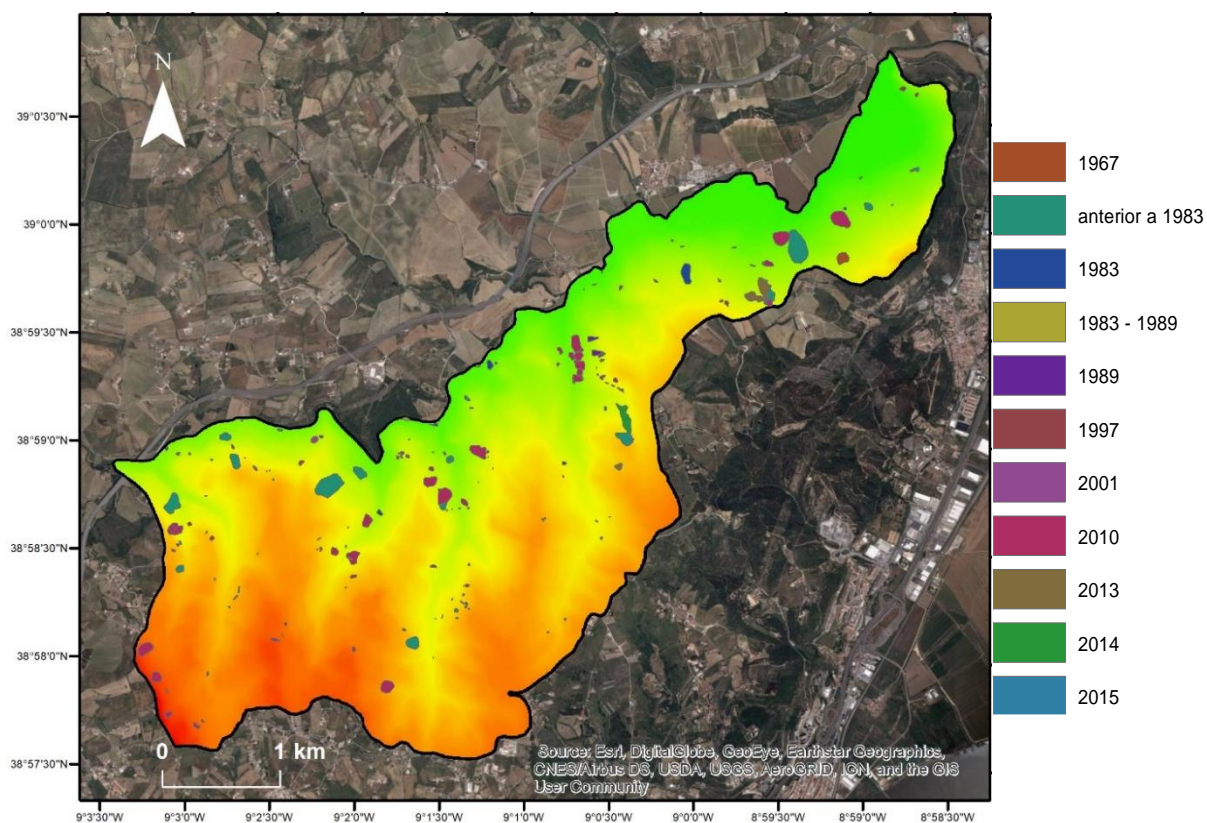 N
39°0'30"N
39°0'0"N
38°59'30"N
38°59'0"N
38°58'30"N
38°58'0"N
38°57'30"N
9°3'30"W
9°3'0"W
9°2'30"W
9°2'0"W
9°1'30"W
9°1'0"W
9°0'30"W
9°0'0"W
8°59'30"W
8°59'0"W
8°58'30"W
0 1 km
Source: Esri, DigitalGlobe, GeoEye, Earthstar Geographics,
CNES/Airbus DS, USDA, USGS, AeroGRID, IGN, and the GIS
User Community
1967
anterior a 1983
1983
1983 - 1989
1989
1997
2001
2010
2013
2014
2015